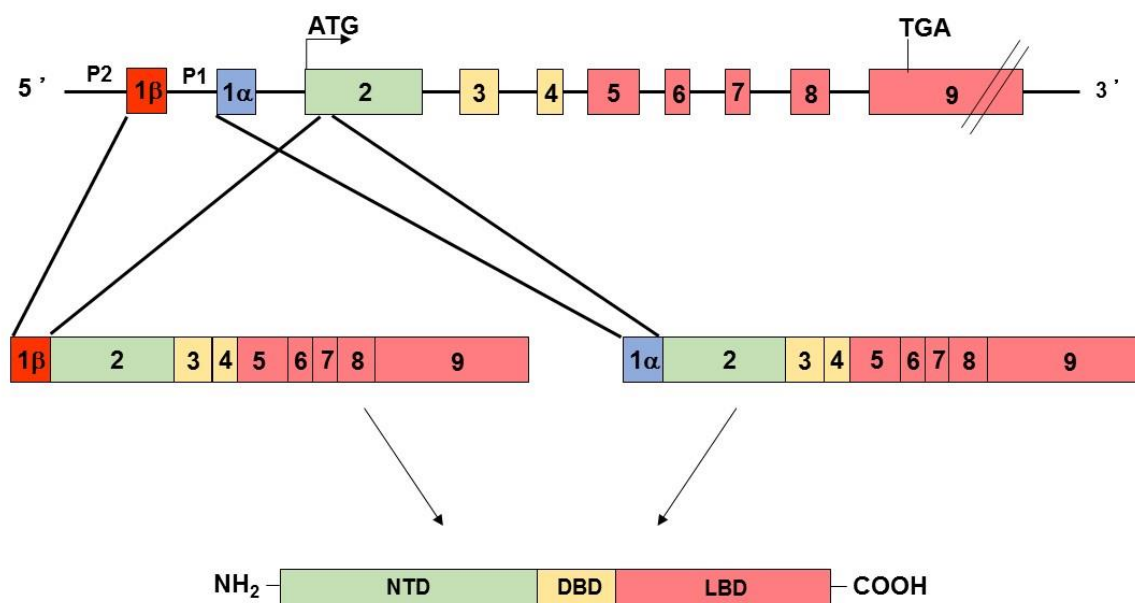 ATG
TGA
5 ' P2 1β P1 1α 2 3 4 5 6 7 8 9 3 '
1β 2 3 4 5 6 7 8 9
1α 2 3 4 5 6 7 8 9
NH₂ NTD DBD LBD COOH